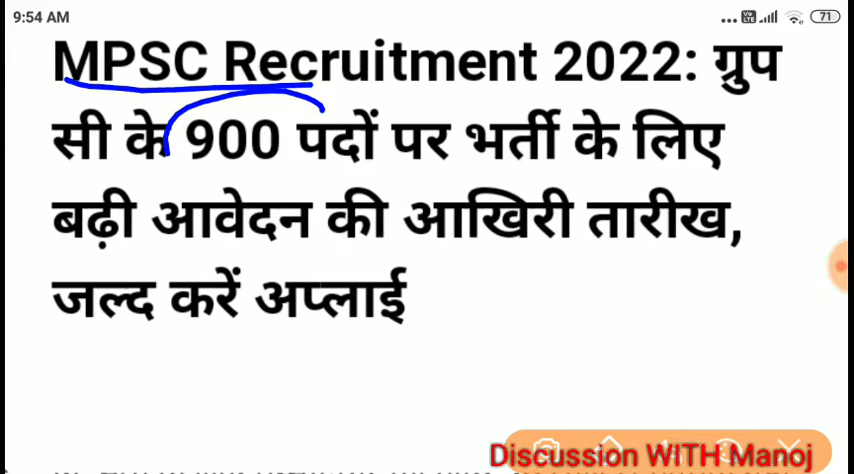 9:54 AM
71
MPSC Recruitment 2022: ग्रुप
सी के 900 पदों पर भर्ती के लिए
बढ़ी आवेदन की आखिरी तारीख,
जल्द करें अप्लाई
Discussion WITH Manoj